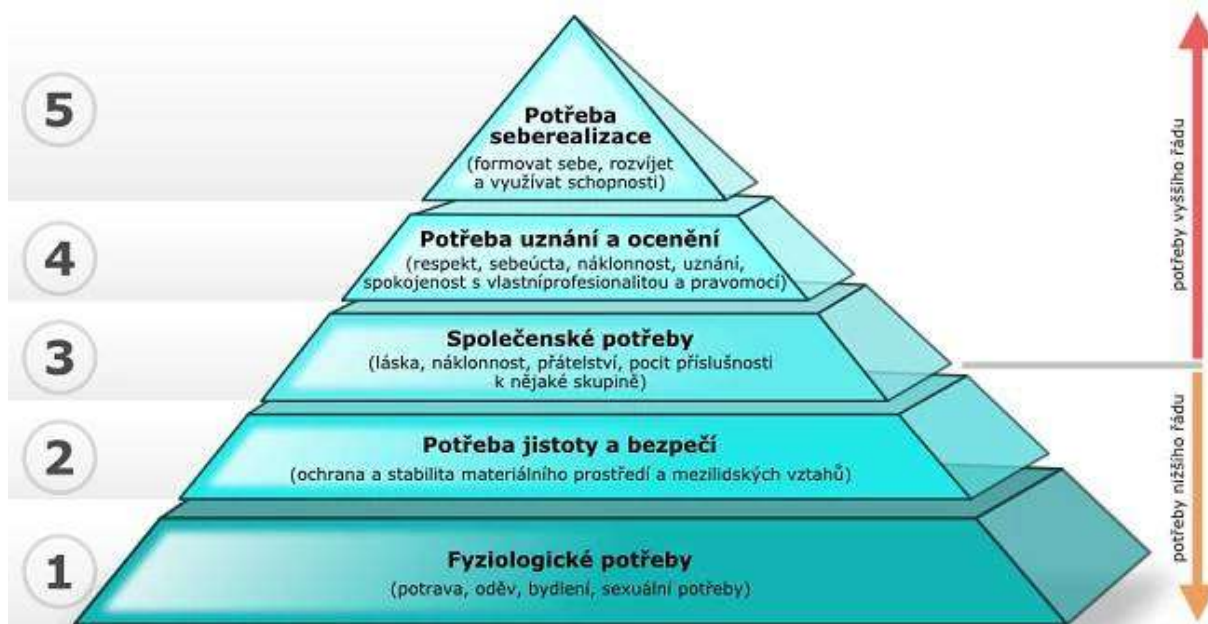 5
Potřeba
seberealizace
(formovat sebe, rozvíjet
a využívat schopnosti)
4
Potřeba uznání a ocenění
(respekt, sebeúcta, náklonnost, uznání,
spokojenost s vlastníprofesionalitou a pravomocí)
3
Společenské potřeby
(láska, náklonnost, přátelství, pocit příslušnosti
k nějaké skupině)
2
Potřeba jistoty a bezpečí
(ochrana a stabilita materiálního prostředí a mezilidských vztahů)
1
Fyziologické potřeby
(potrava, oděv, bydlení, sexuální potřeby)
potřeby vyššího řádu
potřeby nižšího řádu